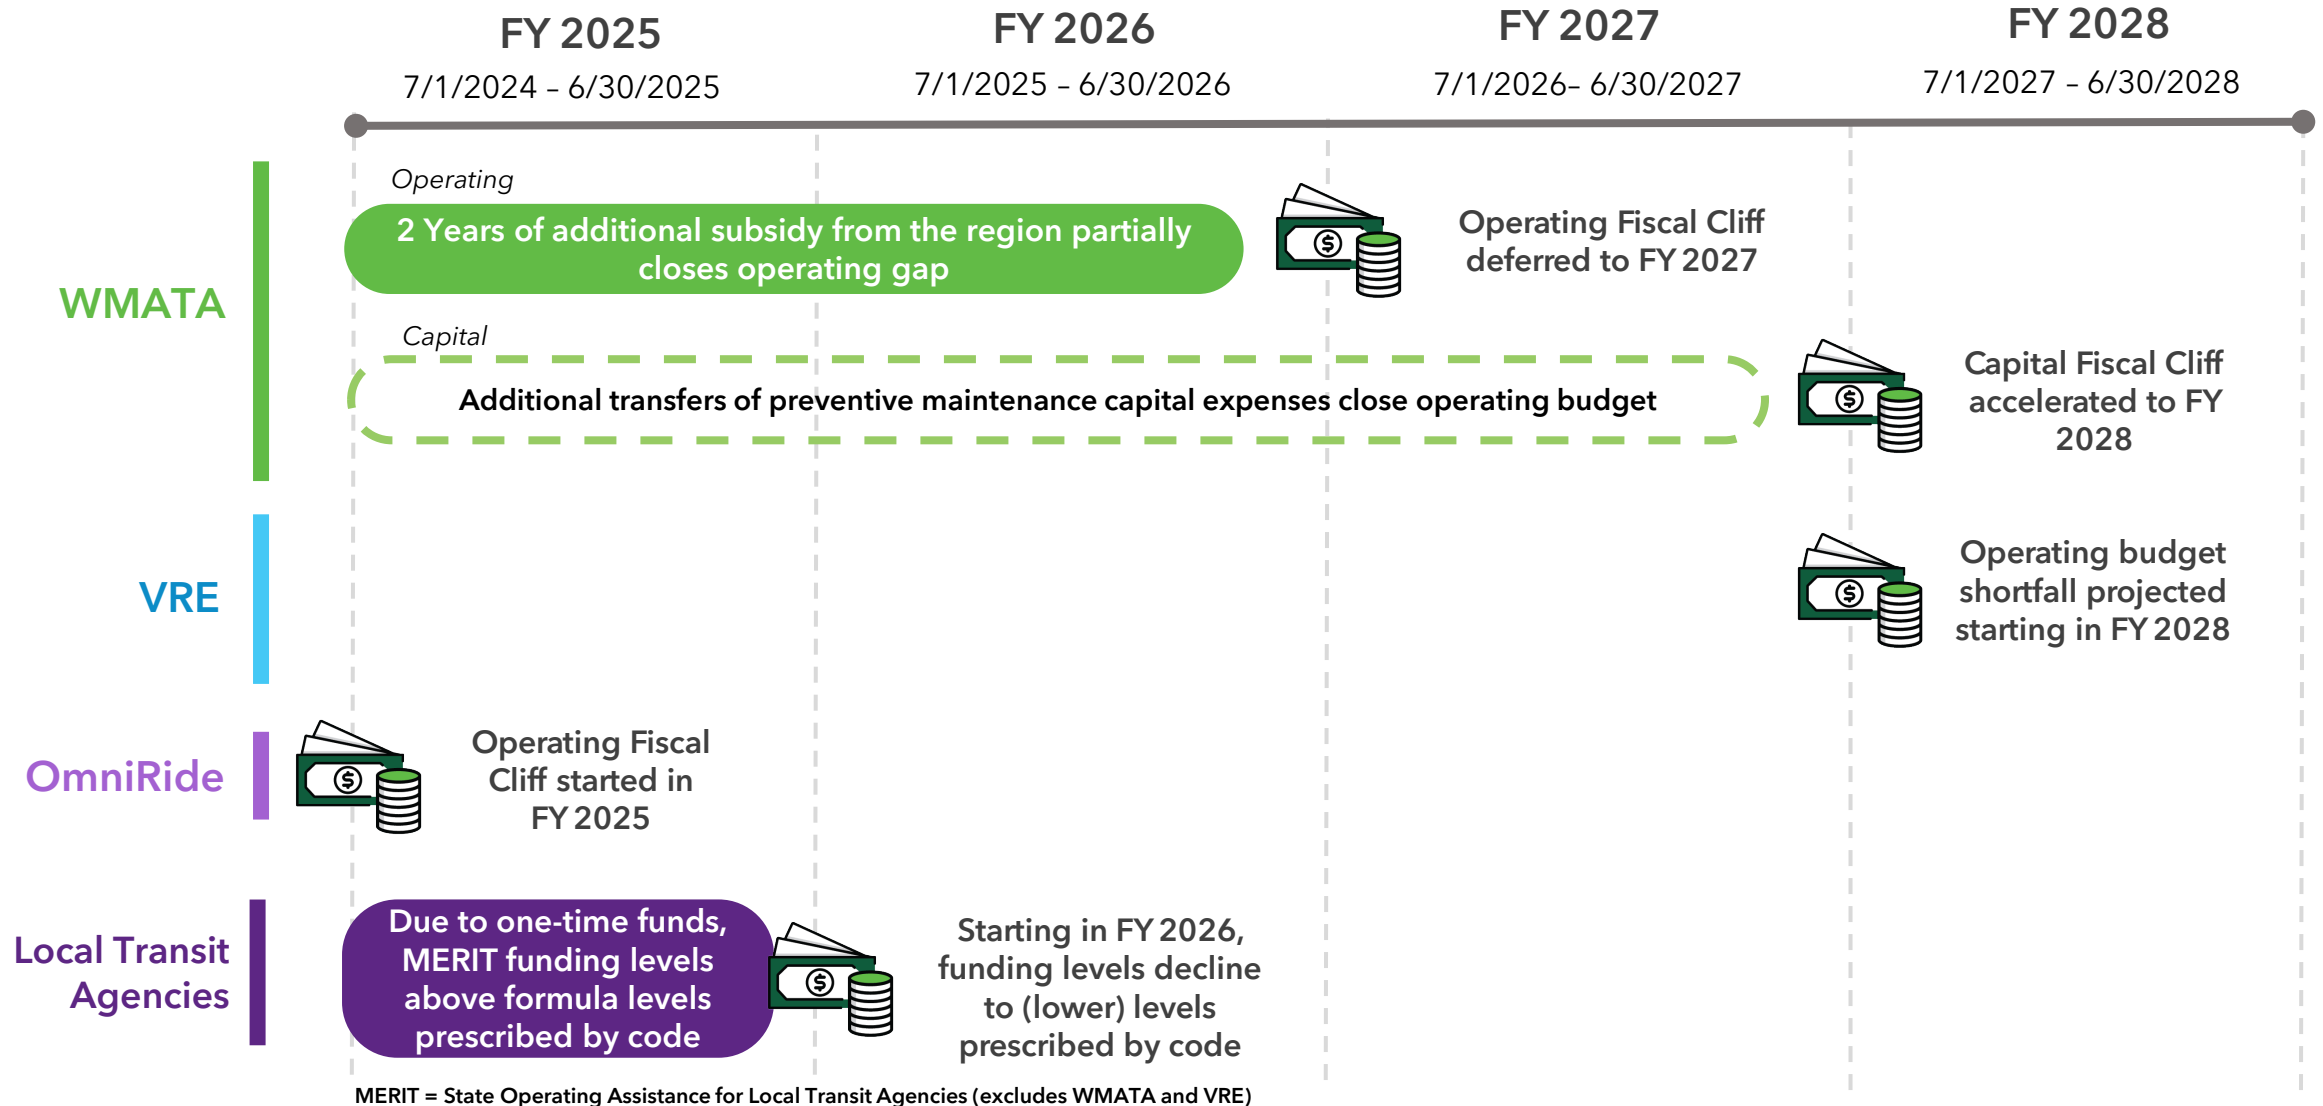 FY 2025
FY 2026
FY 2027
FY 2028
7/1/2024 – 6/30/2025
7/1/2025 – 6/30/2026
7/1/2026– 6/30/2027
7/1/2027 – 6/30/2028
WMATA
Operating
2 Years of additional subsidy from the region partially
closes operating gap
Operating Fiscal Cliff
deferred to FY 2027
Capital
Additional transfers of preventive maintenance capital expenses close operating budget
Capital Fiscal Cliff
accelerated to FY
2028
VRE
Operating budget
shortfall projected
starting in FY 2028
OmniRide
Operating Fiscal
Cliff started in
FY 2025
Local Transit
Agencies
Due to one-time funds,
MERIT funding levels
above formula levels
prescribed by code
Starting in FY 2026,
funding levels decline
to (lower) levels
prescribed by code
MERIT = State Operating Assistance for Local Transit Agencies (excludes WMATA and VRE)